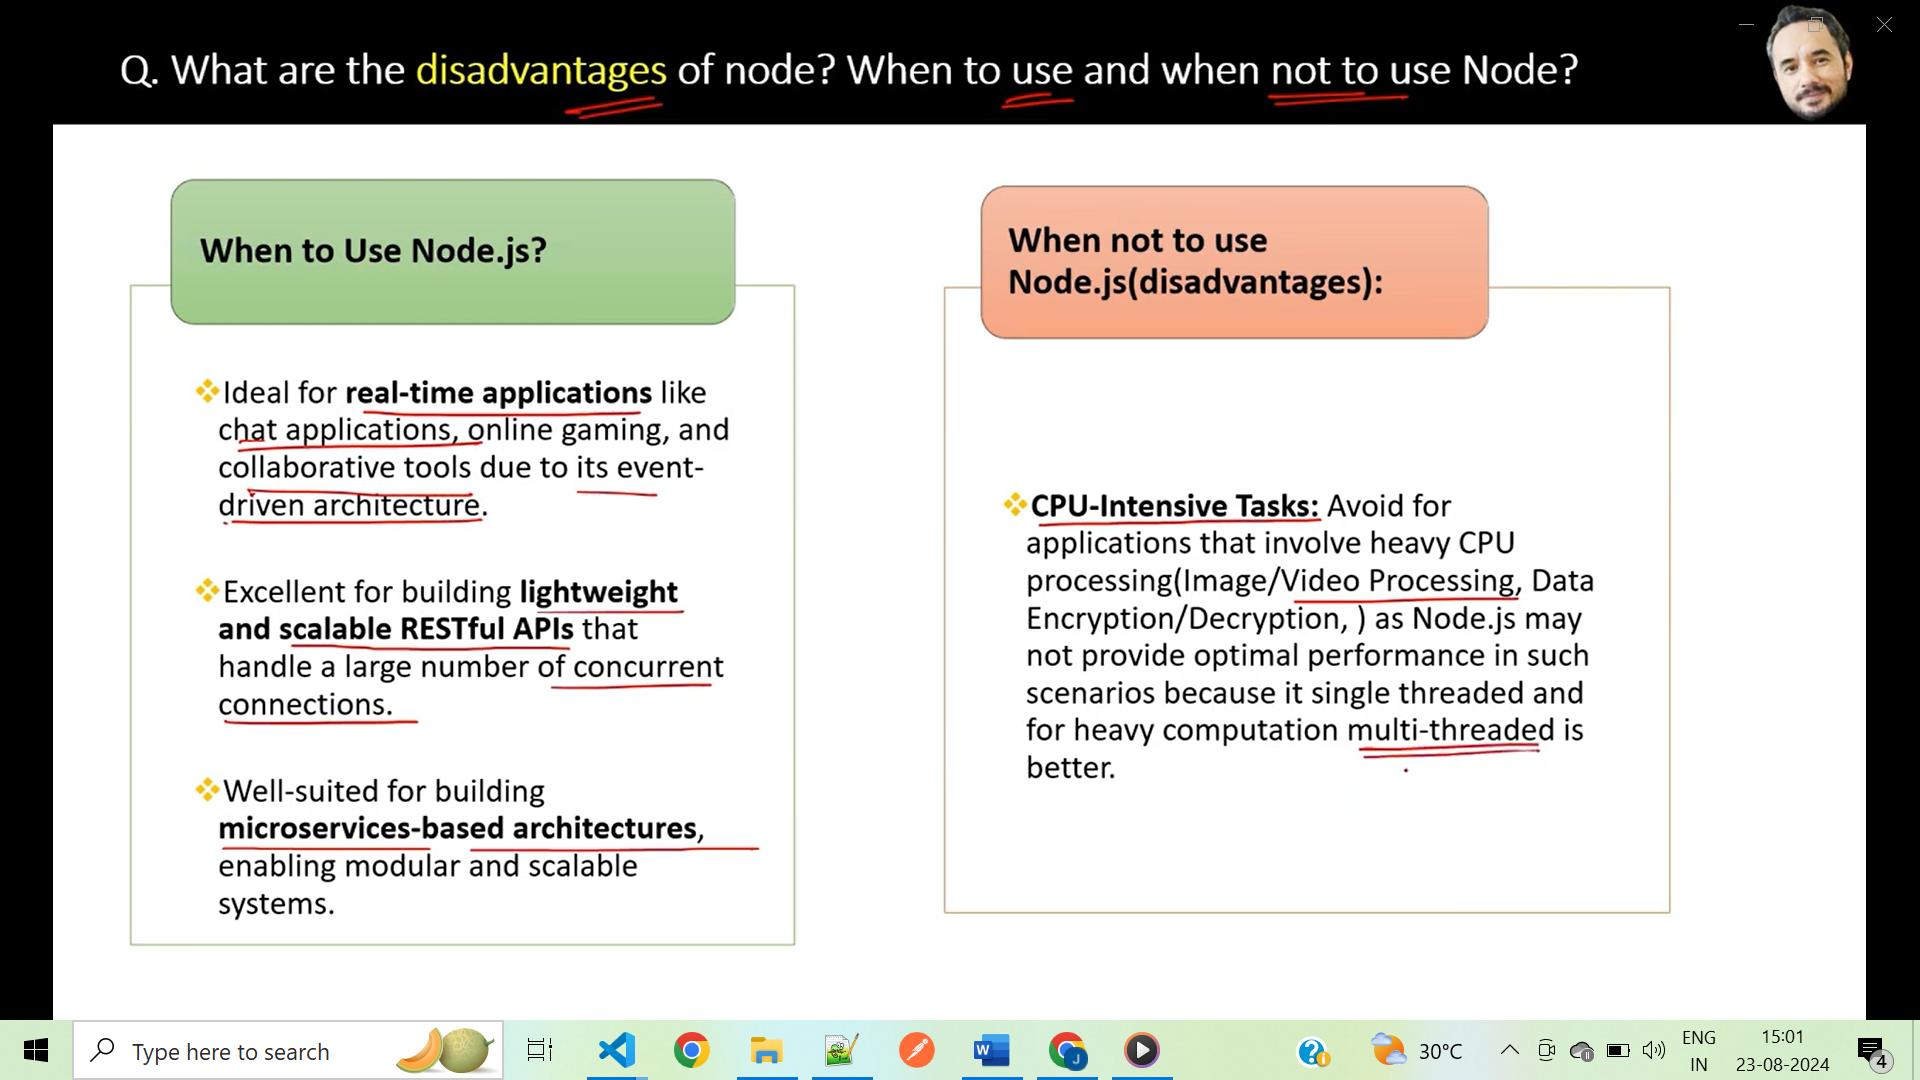 Q. What are the disadvantages of node? When to use and when not to use Node?
When to Use Node.js?
Ideal for real-time applications like
chat applications, online gaming, and
collaborative tools due to its event-
driven architecture.
Excellent for building lightweight
and scalable RESTful APIs that
handle a large number of concurrent
connections.
Well-suited for building
microservices-based architectures,
enabling modular and scalable
systems.
When not to use
Node.js(disadvantages):
CPU-Intensive Tasks: Avoid for
applications that involve heavy CPU
processing(Image/Video Processing, Data
Encryption/Decryption, ) as Node.js may
not provide optimal performance in such
scenarios because it single threaded and
for heavy computation multi-threaded is
better.
Type here to search
W
J
30°C
ENG
IN
15:01
23-08-2024
4